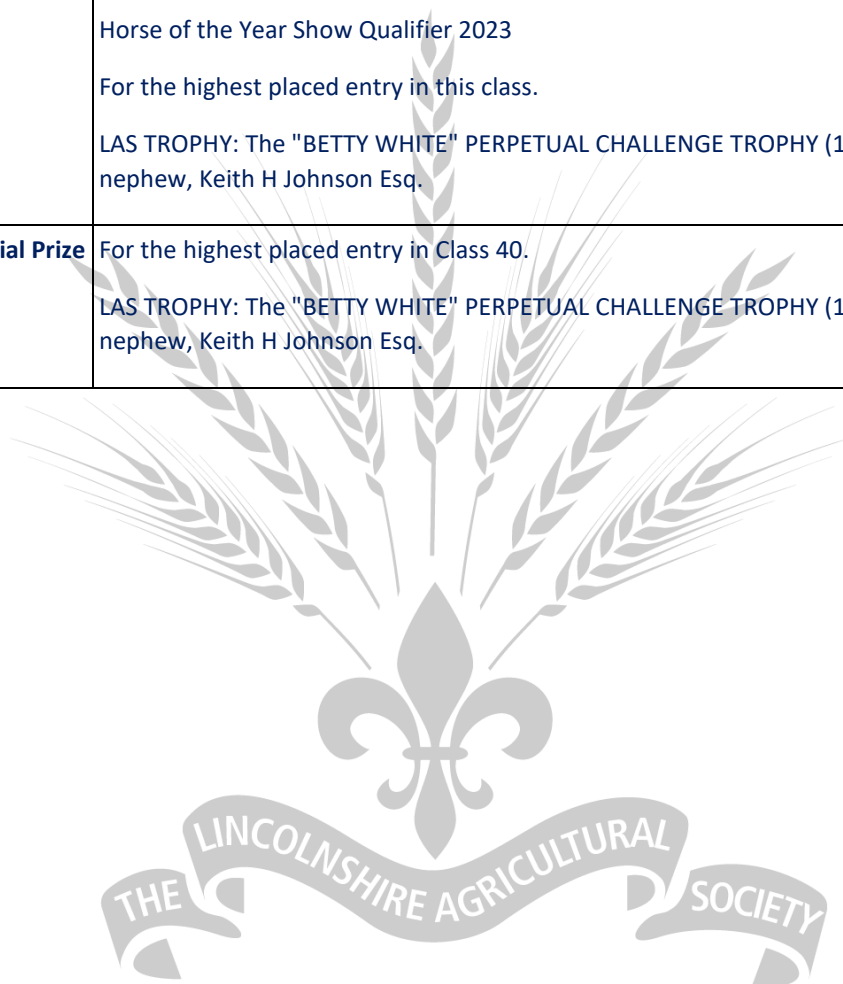 Horse of the Year Show Qualifier 2023
For the highest placed entry in this class.
LAS TROPHY: The "BETTY WHITE" PERPETUAL CHALLENGE TROPHY (1
nephew, Keith H Johnson Esq.
ial Prize For the highest placed entry in Class 40.
LAS TROPHY: The "BETTY WHITE" PERPETUAL CHALLENGE TROPHY (1
nephew, Keith H Johnson Esq.
THE LINCOLNSHIRE AGRICULTURAL SOCIETY